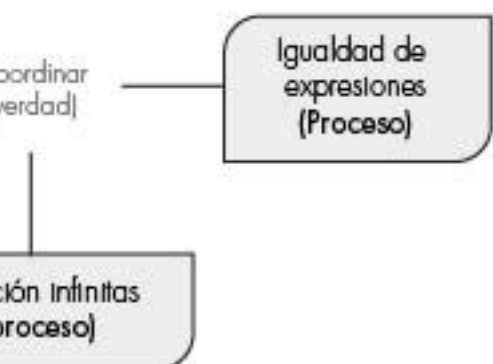 Igualdad de
expresiones
(Proceso)
oordinar
verdad)
ción infinitas
proceso)